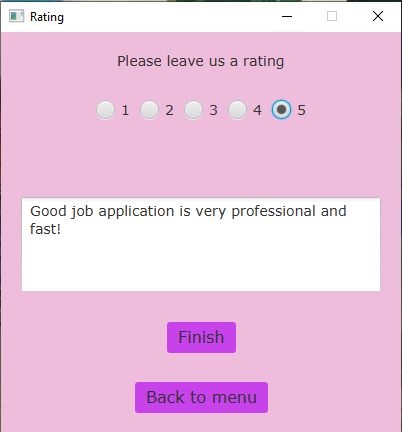 Rating
Please leave us a rating
1 2 3 4 5
Good job application is very professional and
fast!
Finish
Back to menu